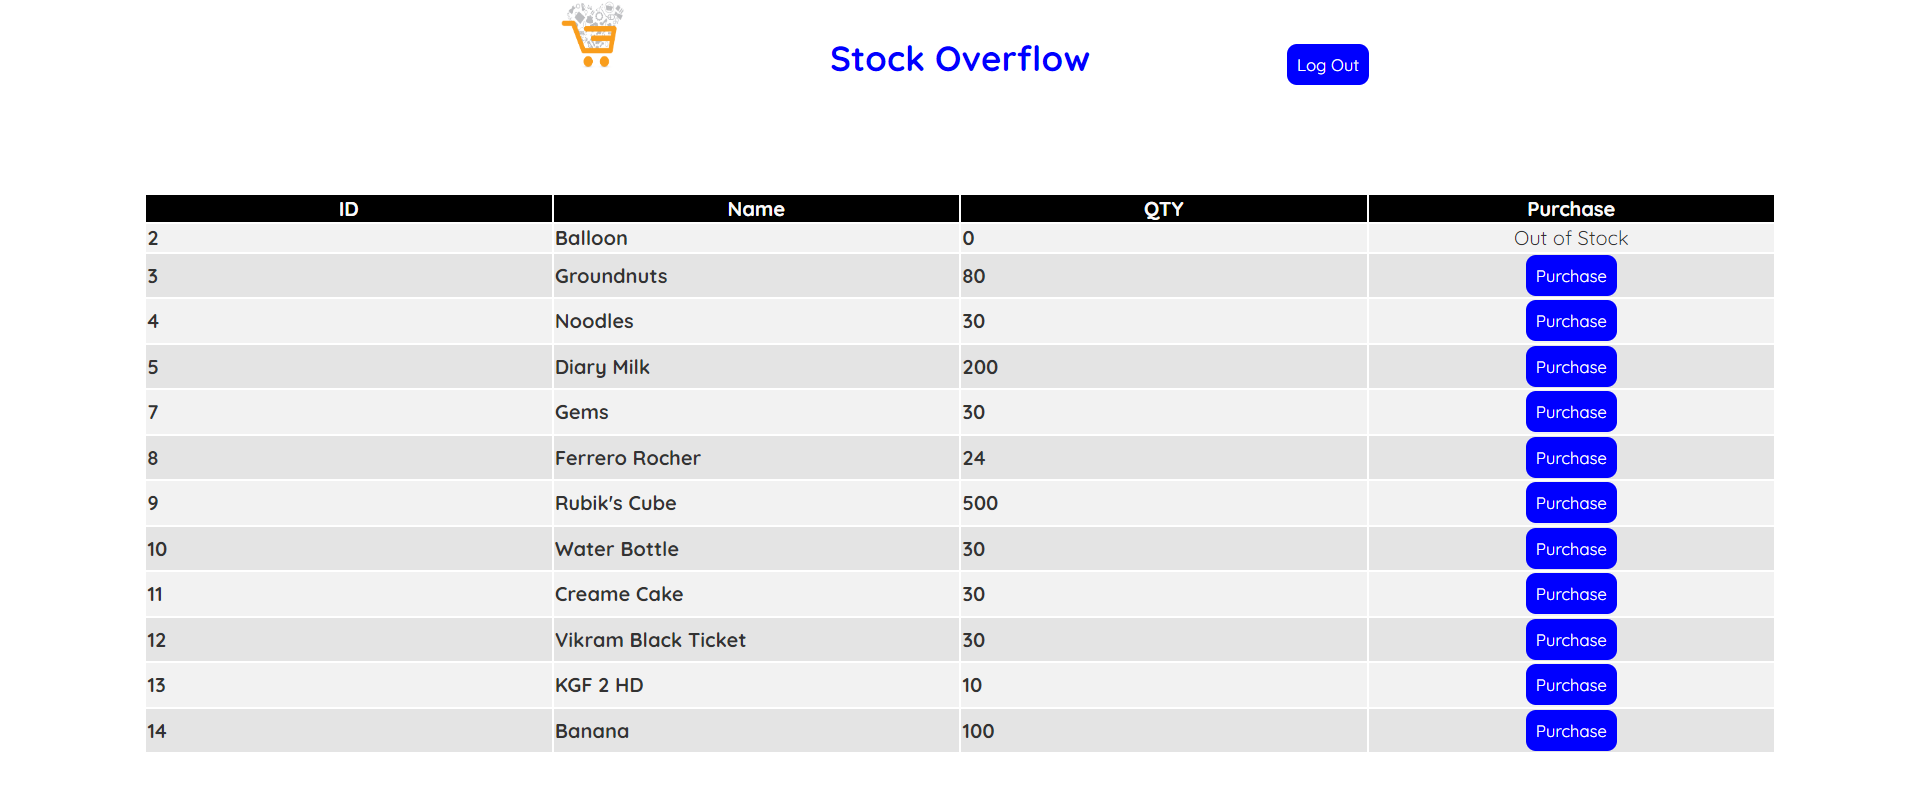 Stock Overflow
Log Out
ID Name QTY Purchase
2 Balloon 0 Out of Stock
3 Groundnuts 80 Purchase
4 Noodles 30 Purchase
5 Diary Milk 200 Purchase
7 Gems 30 Purchase
8 Ferrero Rocher 24 Purchase
9 Rubik's Cube 500 Purchase
10 Water Bottle 30 Purchase
11 Creame Cake 30 Purchase
12 Vikram Black Ticket 30 Purchase
13 KGF 2 HD 10 Purchase
14 Banana 100 Purchase